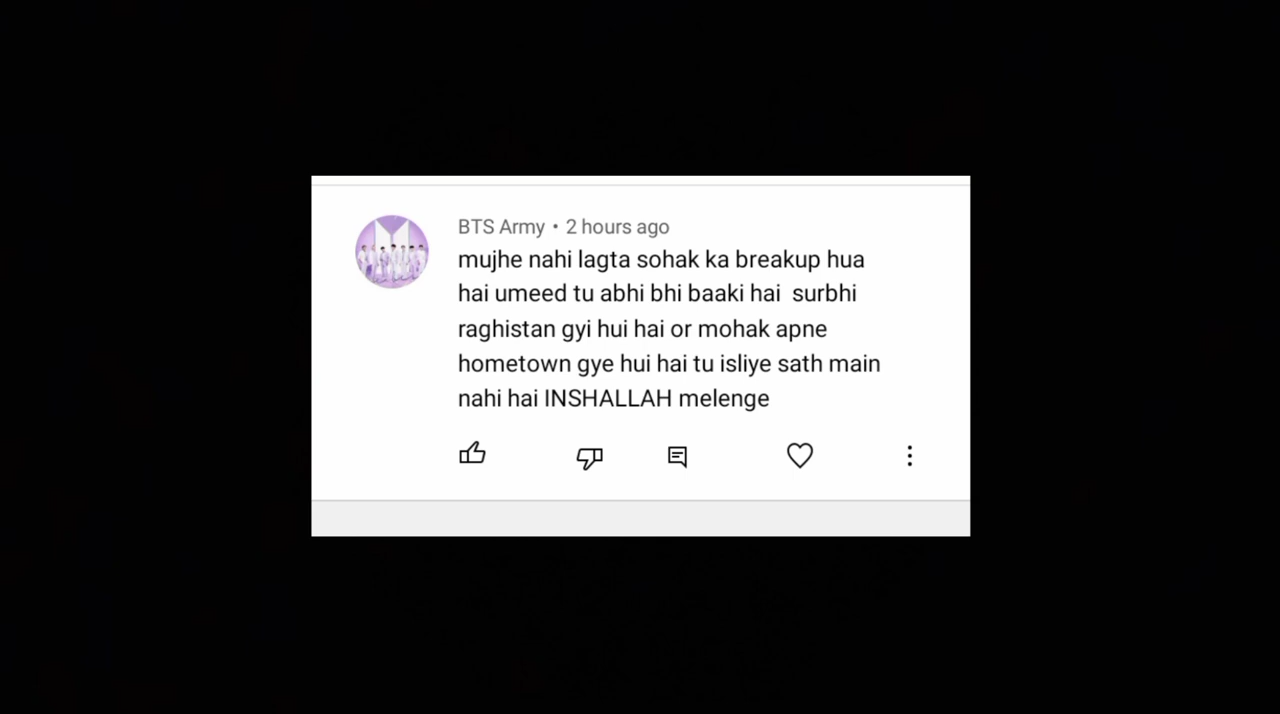 BTS Army • 2 hours ago
mujhe nahi lagta sohak ka breakup hua
hai umeed tu abhi bhi baaki hai  surbhi
raghistan gyi hui hai or mohak apne
hometown gye hui hai tu isliye sath main
nahi hai INSHALLAH melenge